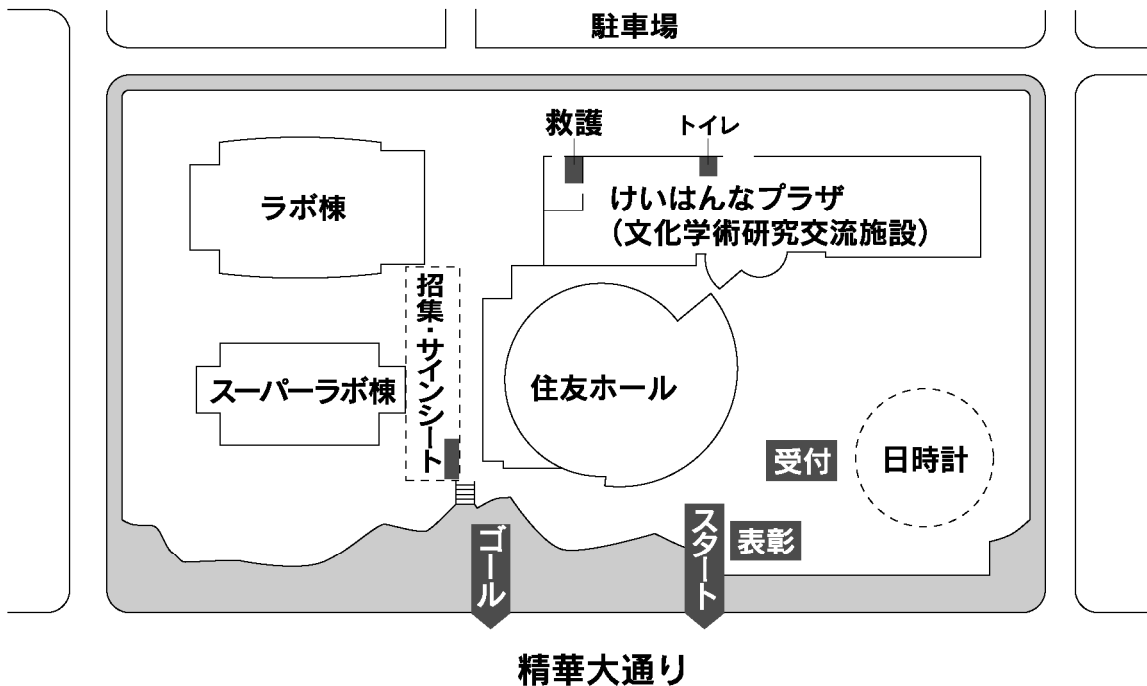 駐車場
救護
トイレ
ラボ棟
けいはんなプラザ
（文化学術研究交流施設）
招集・サインシート
スーパーラボ棟
住友ホール
受付
日時計
ゴール
スタート
表彰
精華大通り